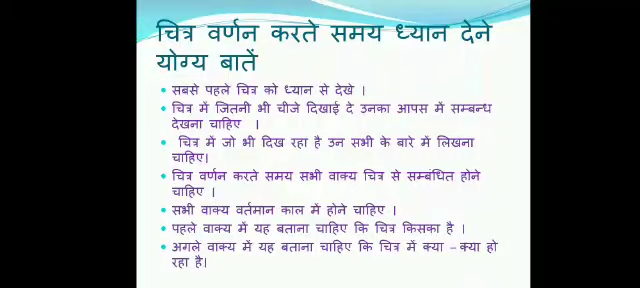 चित्र वर्णन करते समय ध्यान देने
योग्य बातें
• सबसे पहले चित्र को ध्यान से देखे ।
• चित्र में जितनी भी चीजे दिखाई दे उनका आपस में सम्बन्ध
देखना चाहिए ।
• चित्र में जो भी दिख रहा है उन सभी के बारे में लिखना
चाहिए।
• चित्र वर्णन करते समय सभी वाक्य चित्र से सम्बंधित होने
चाहिए ।
• सभी वाक्य वर्तमान काल में होने चाहिए ।
• पहले वाक्य में यह बताना चाहिए कि चित्र किसका है ।
• अगले वाक्य में यह बताना चाहिए कि चित्र में क्या – क्या हो
रहा है।